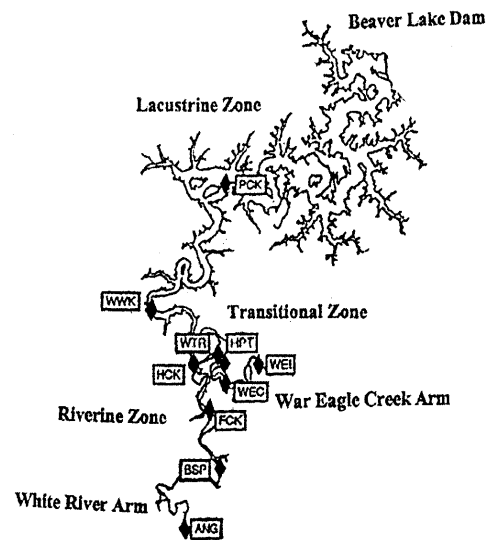 Beaver Lake Dam
Lacustrine Zone
PCK
WWK
Transitional Zone
WTR
HPT
HCK
WEL
WEC
War Eagle Creek Arm
Riverine Zone
FCK
BSP
White River Arm
ANG